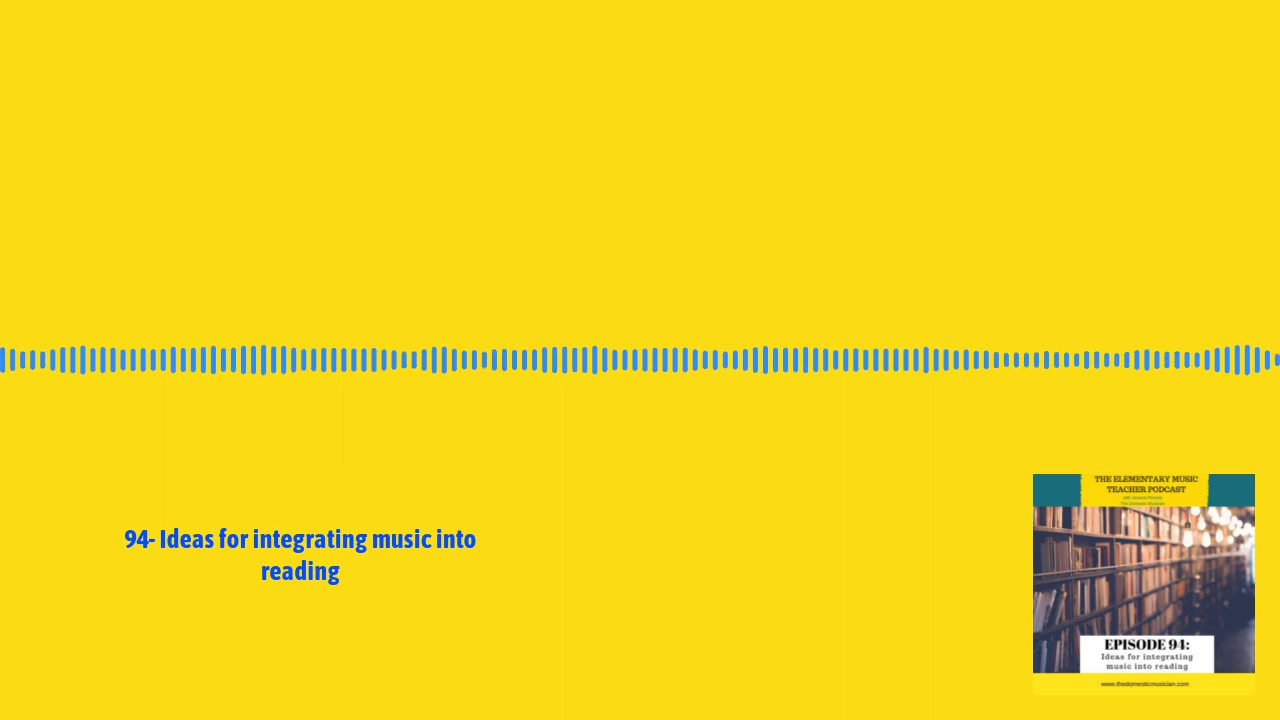 94- Ideas for integrating music into
reading
THE ELEMENTARY MUSIC
TEACHER PODCAST
EPISODE 94:
Ideas for integrating
music into reading
www.thedomesticmusician.com